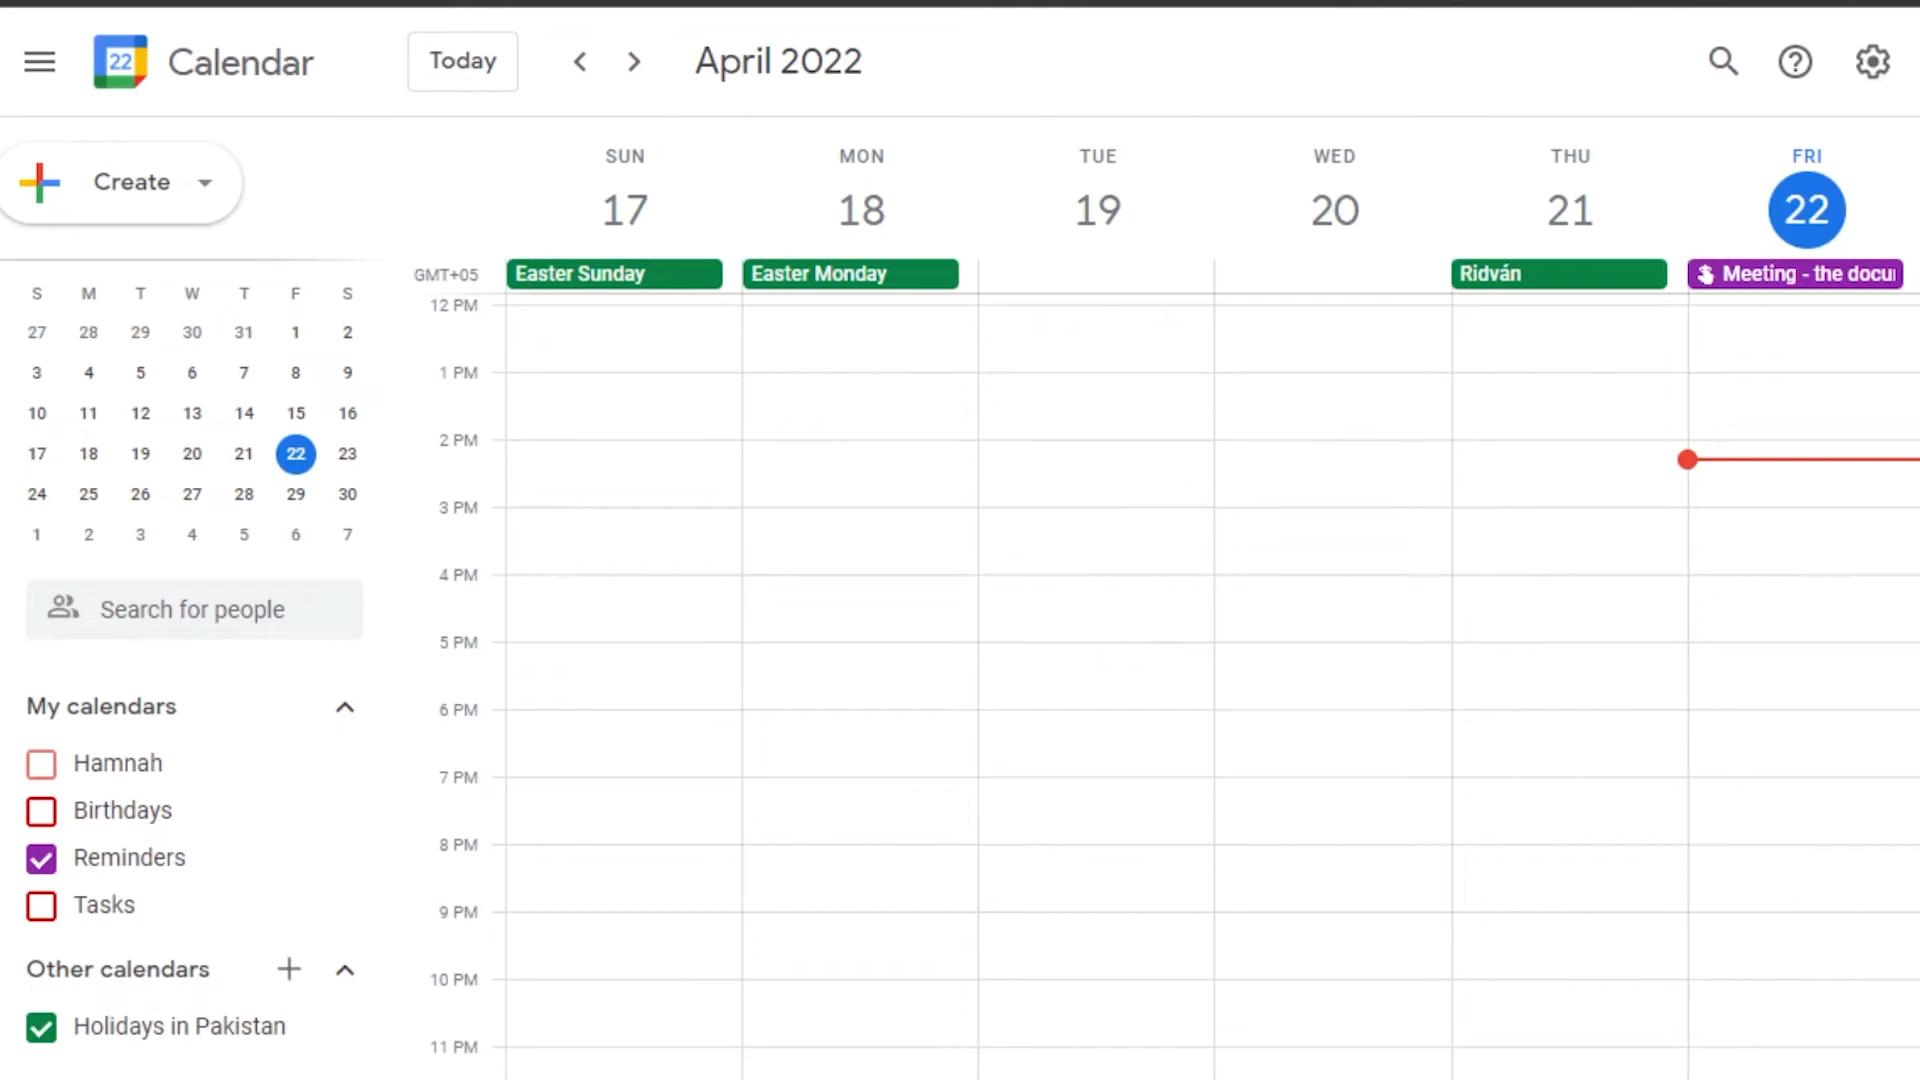 22 Calendar Today April 2022
Create
SUN MON TUE WED THU FRI
17 18 19 20 21 22
GMT+05 Easter Sunday Easter Monday Ridván Meeting - the docu
S M T W T F S
27 28 29 30 31 1 2
3 4 5 6 7 8 9
10 11 12 13 14 15 16
17 18 19 20 21 22 23
24 25 26 27 28 29 30
1 2 3 4 5 6 7
Search for people
My calendars
Hamnah
Birthdays
Reminders
Tasks
Other calendars
Holidays in Pakistan
12 PM
1 PM
2 PM
3 PM
4 PM
5 PM
6 PM
7 PM
8 PM
9 PM
10 PM
11 PM